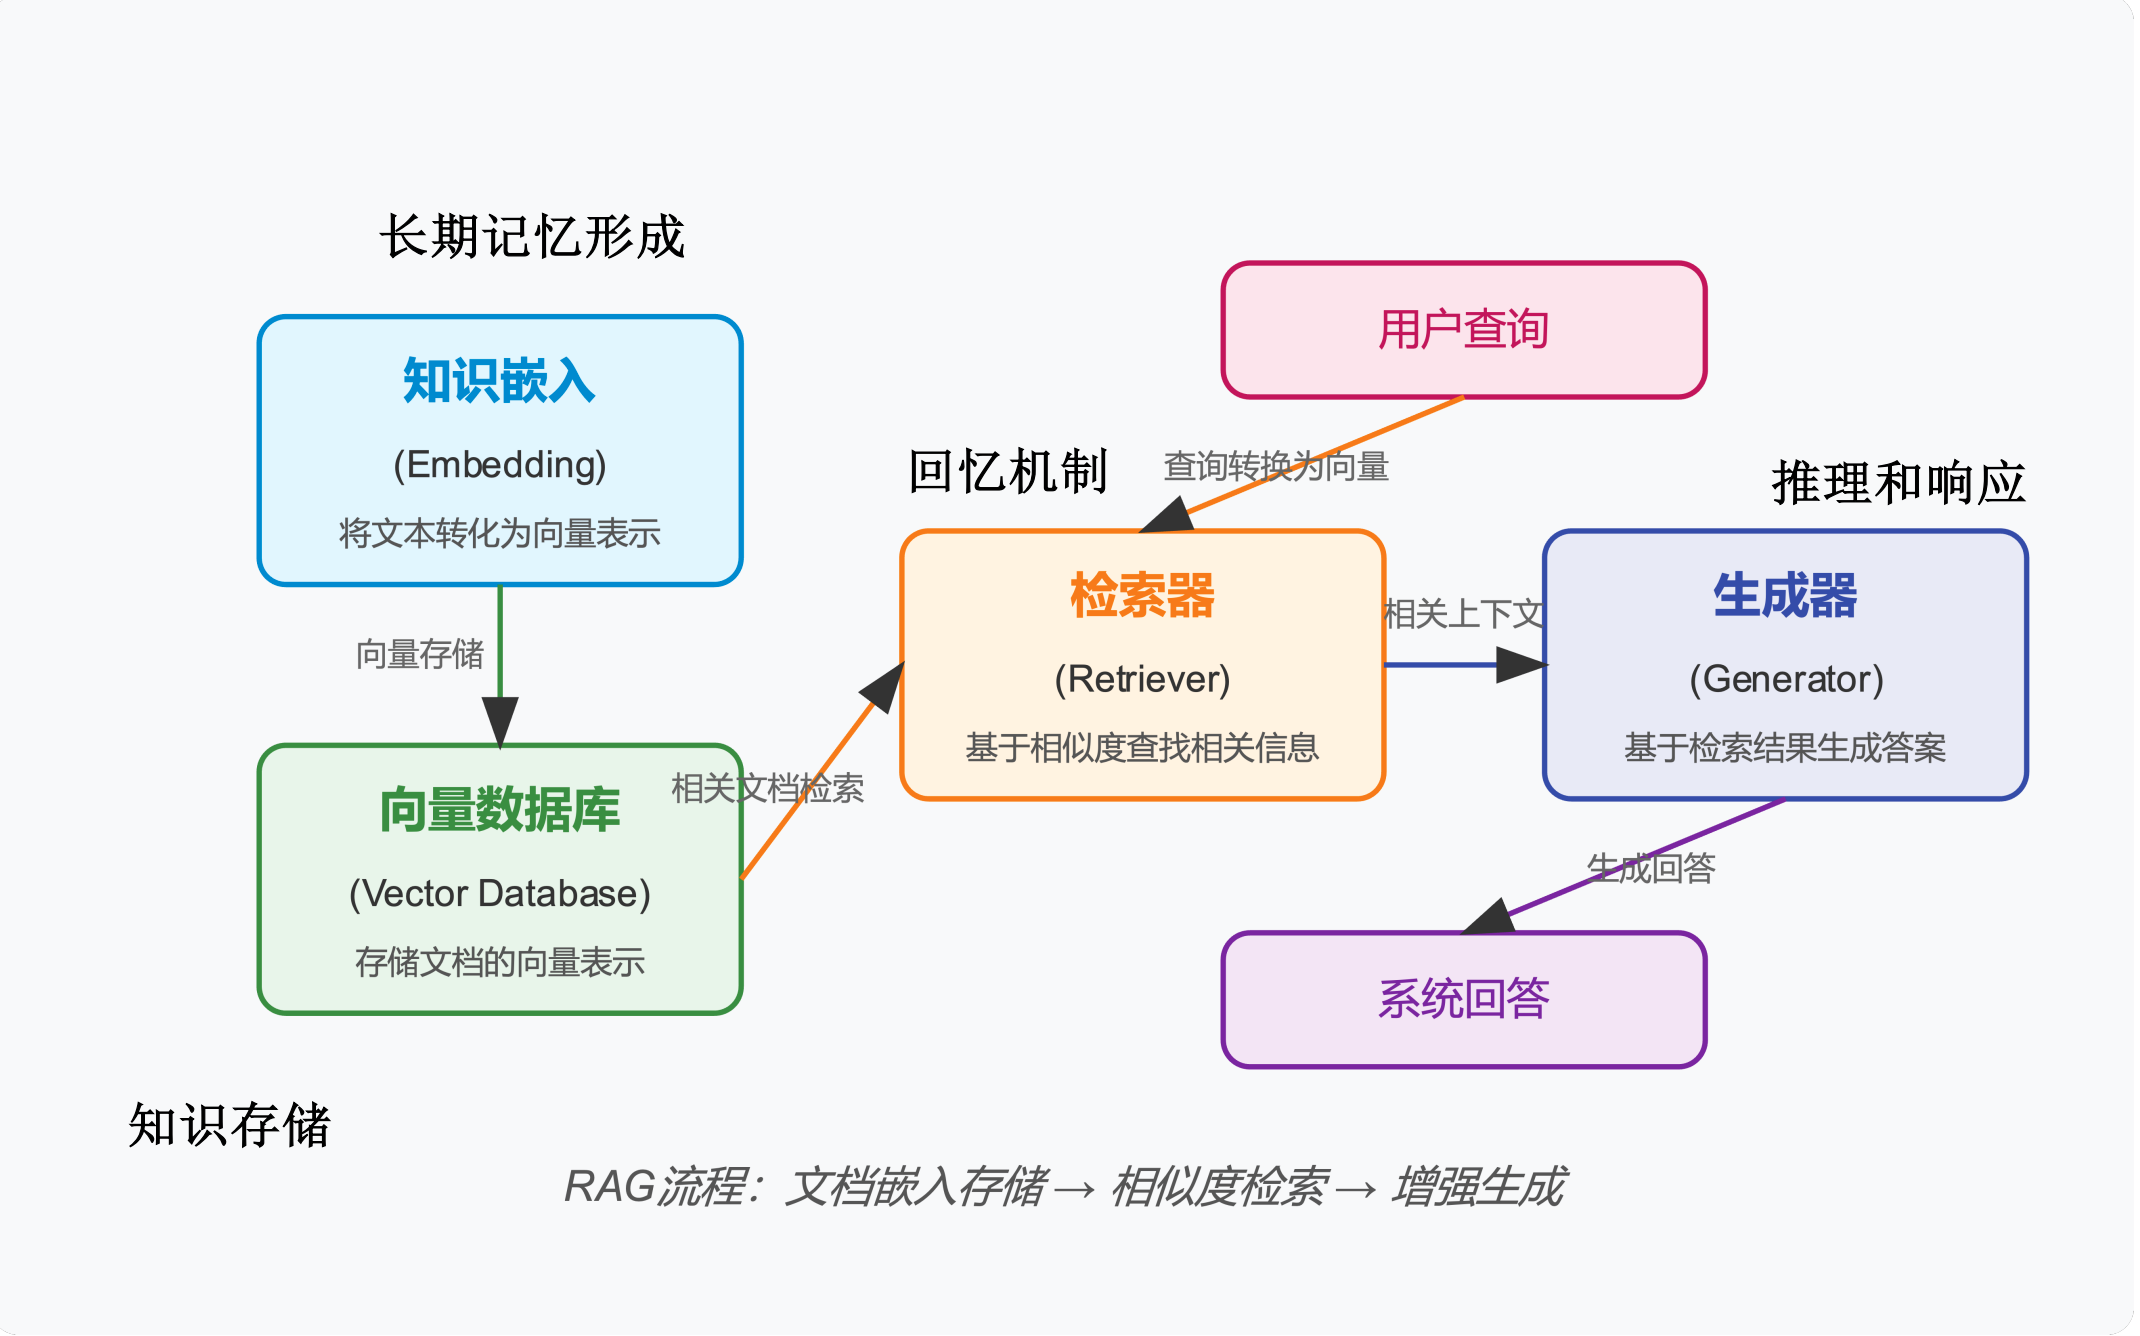 长期记忆形成
知识嵌入
(Embedding)
将文本转化为向量表示
向量存储
向量数据库
(Vector Database)
存储文档的向量表示
知识存储
相关文档检索
用户查询
查询转换为向量
回忆机制
检索器
(Retriever)
基于相似度查找相关信息
相关上下文
推理和响应
生成器
(Generator)
基于检索结果生成答案
生成回答
系统回答
RAG流程：文档嵌入存储→ 相似度检索→ 增强生成